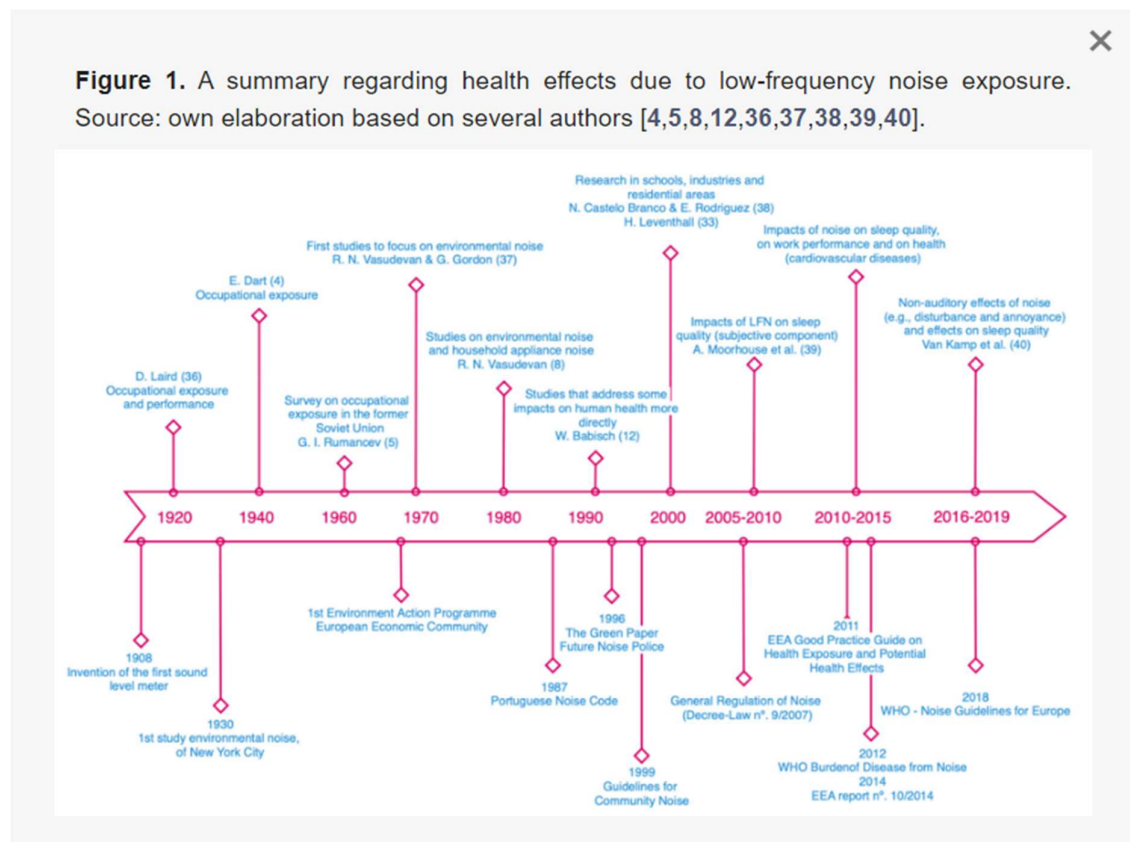 Figure 1. A summary regarding health effects due to low-frequency noise exposure.
Source: own elaboration based on several authors [4,5,8,12,36,37,38,39,40].
Research in schools, industries and
residential areas
N. Castelo Branco & E. Rodriguez (38)
H. Leventhall (33)
First studies to focus on environmental noise
R. N. Vasudevan & G. Gordon (37)
Impacts of noise on sleep quality,
on work performance and on health
(cardiovascular diseases)
E. Dart (4)
Occupational exposure
Non-auditory effects of noise
(e.g., disturbance and annoyance)
and effects on sleep quality
Van Kamp et al. (40)
Studies on environmental noise
and household appliance noise
R. N. Vasudevan (8)
Impacts of LFN on sleep
quality (subjective component)
A. Moorhouse et al. (39)
D. Laird (36)
Occupational exposure
and performance
Survey on occupational
exposure in the former
Soviet Union
G. I. Rumancev (5)
Studies that address some
impacts on human health more
directly
W. Babisch (12)
1920 1940 1960 1970 1980 1990 2000 2005-2010 2010-2015 2016-2019
1908
Invention of the first sound
level meter
1930
1st study environmental noise,
of New York City
1st Environment Action Programme
European Economic Community
1987
Portuguese Noise Code
1996
The Green Paper
Future Noise Police
1999
Guidelines for
Community Noise
General Regulation of Noise
(Decree-Law nº. 9/2007)
2011
EEA Good Practice Guide on
Health Exposure and Potential
Health Effects
2012
WHO Burdenof Disease from Noise
2014
EEA report nº. 10/2014
2018
WHO - Noise Guidelines for Europe